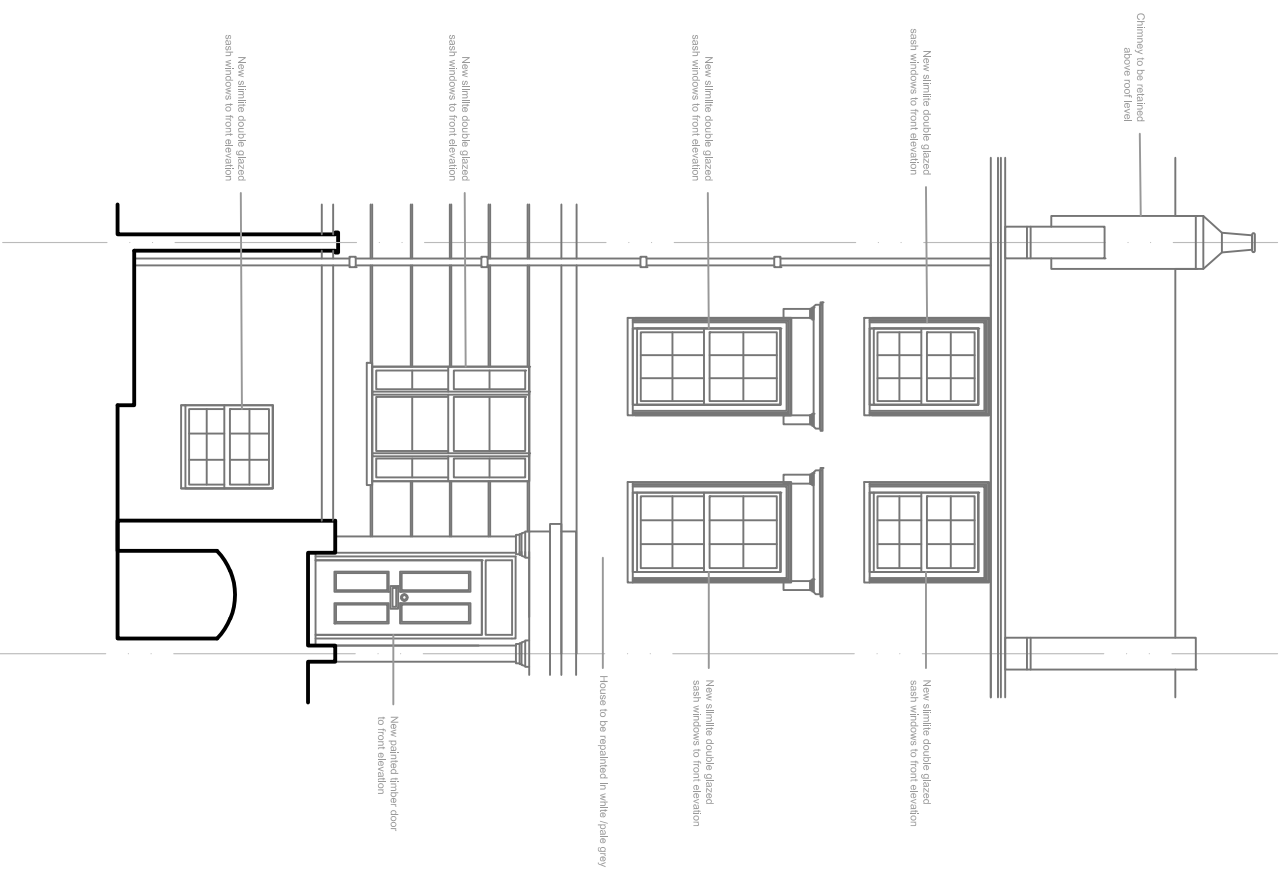 Chimney to be retained
above roof level
New slimlite double glazed
sash windows to front elevation
New slimlite double glazed
sash windows to front elevation
New slimlite double glazed
sash windows to front elevation
New slimlite double glazed
sash windows to front elevation
New slimlite double glazed
sash windows to front elevation
New slimlite double glazed
sash windows to front elevation
House to be repainted in white /pale grey
New painted timber door
to front elevation